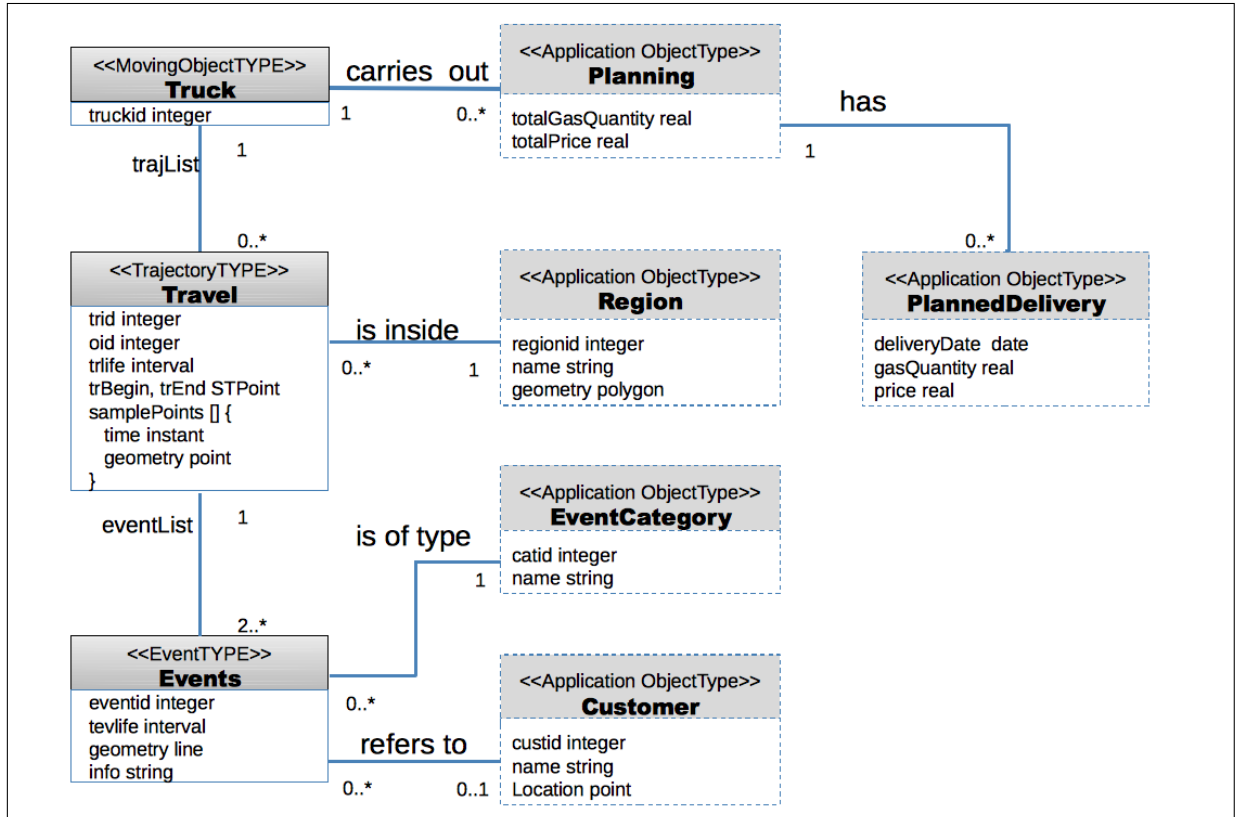 <<MovingObjectTYPE>>
Truck
truckid integer
carries out
1
0..*
<<Application ObjectType>>
Planning
totalGasQuantity real
totalPrice real
has
1
0..*
trajList
1
0..*
<<TrajectoryTYPE>>
Travel
trid integer
oid integer
trlife interval
trBegin, trEnd STPoint
samplePoints [] {
time instant
geometry point
}
is inside
0..*
1
<<Application ObjectType>>
Region
regionid integer
name string
geometry polygon
<<Application ObjectType>>
PlannedDelivery
deliveryDate date
gasQuantity real
price real
eventList
1
2..*
is of type
1
0..*
<<Application ObjectType>>
EventCategory
catid integer
name string
<<EventTYPE>>
Events
eventid integer
tevlife interval
geometry line
info string
refers to
0..*
0..1
<<Application ObjectType>>
Customer
custid integer
name string
Location point